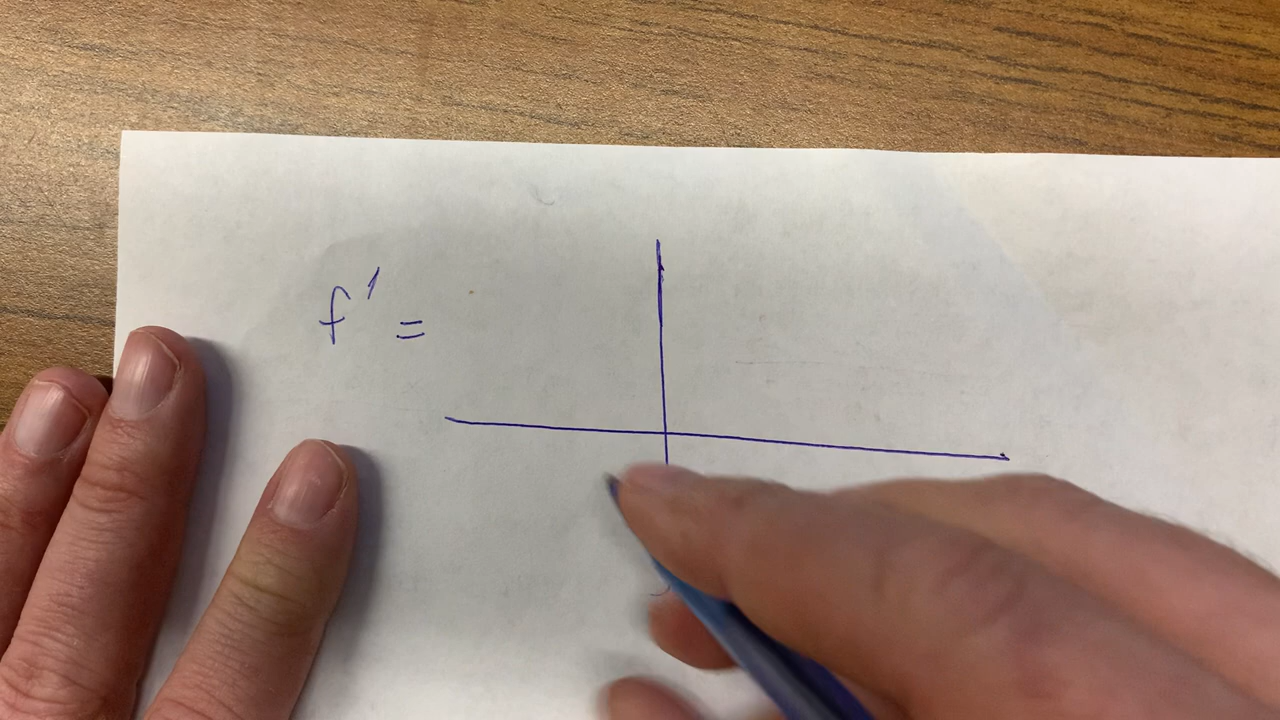 f' =